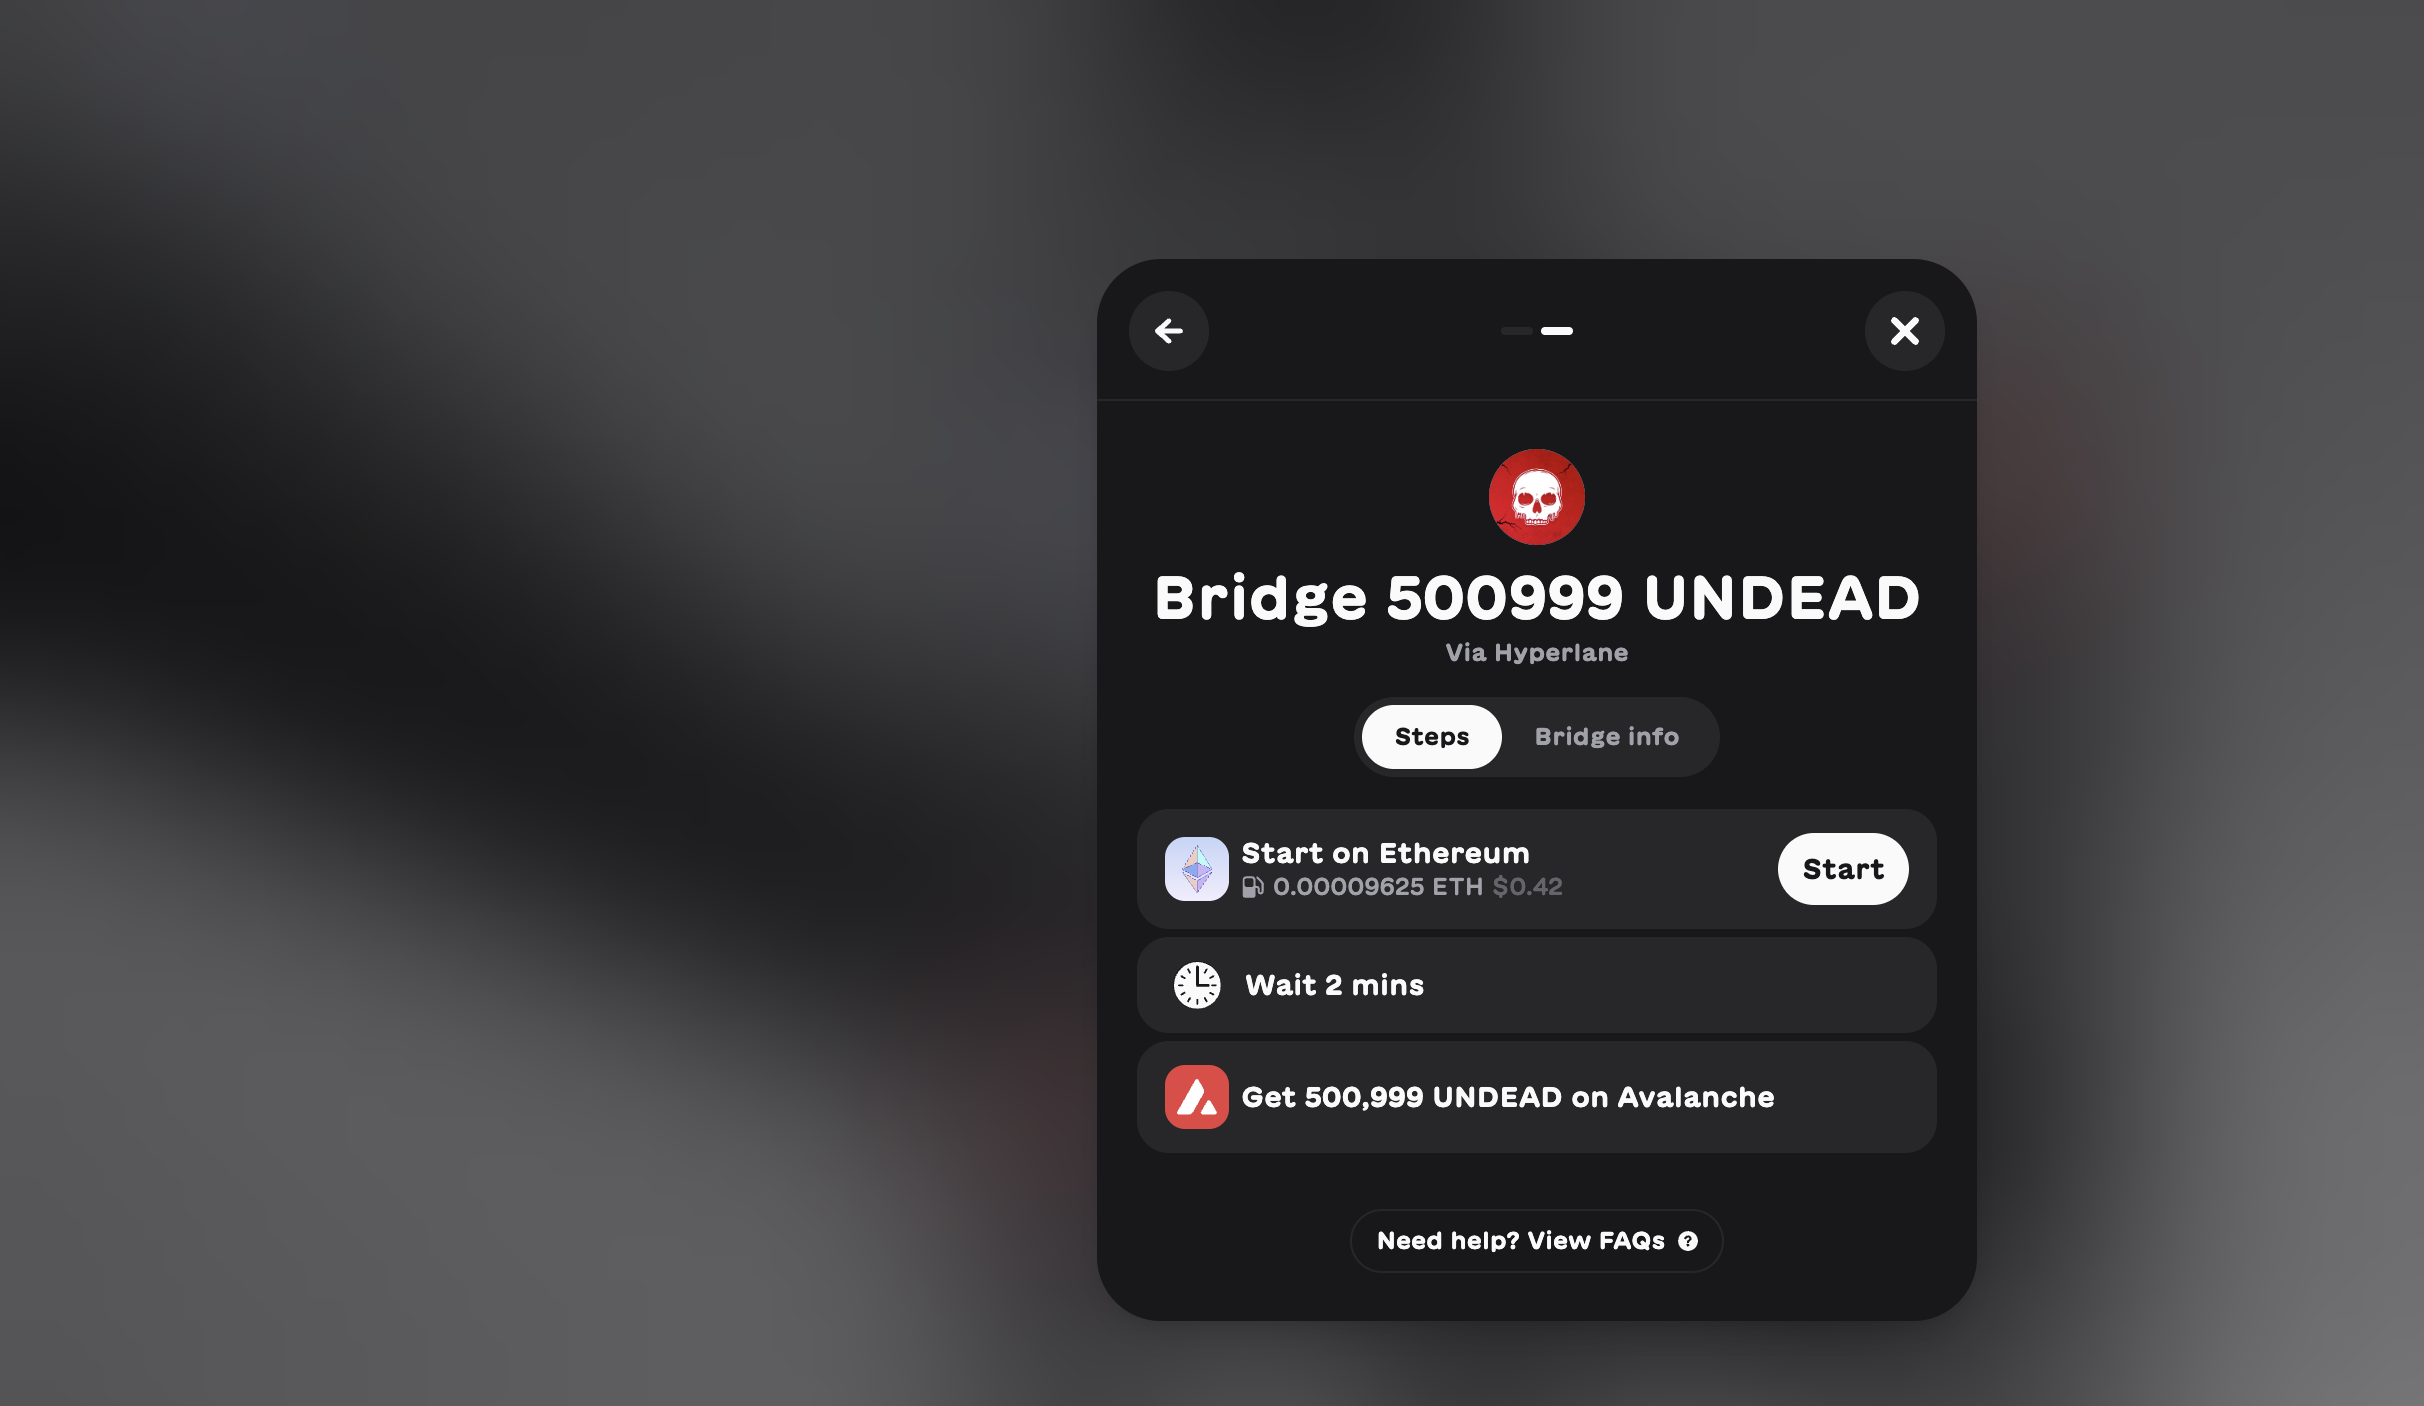 Bridge 500999 UNDEAD
Via Hyperlane
Steps
Bridge info
Start on Ethereum
0.00009625 ETH $0.42
Start
Wait 2 mins
Get 500,999 UNDEAD on Avalanche
Need help? View FAQs ?